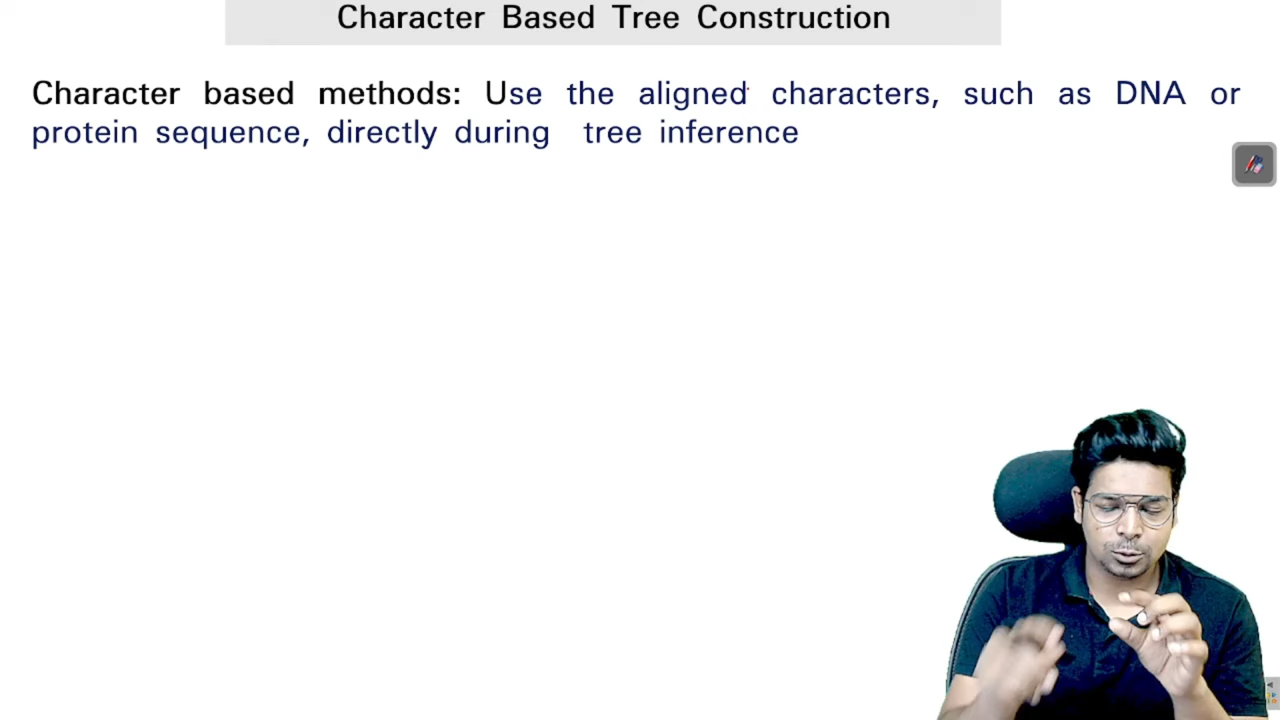 Character Based Tree Construction
Character based methods: Use the aligned characters, such as DNA or
protein sequence, directly during tree inference